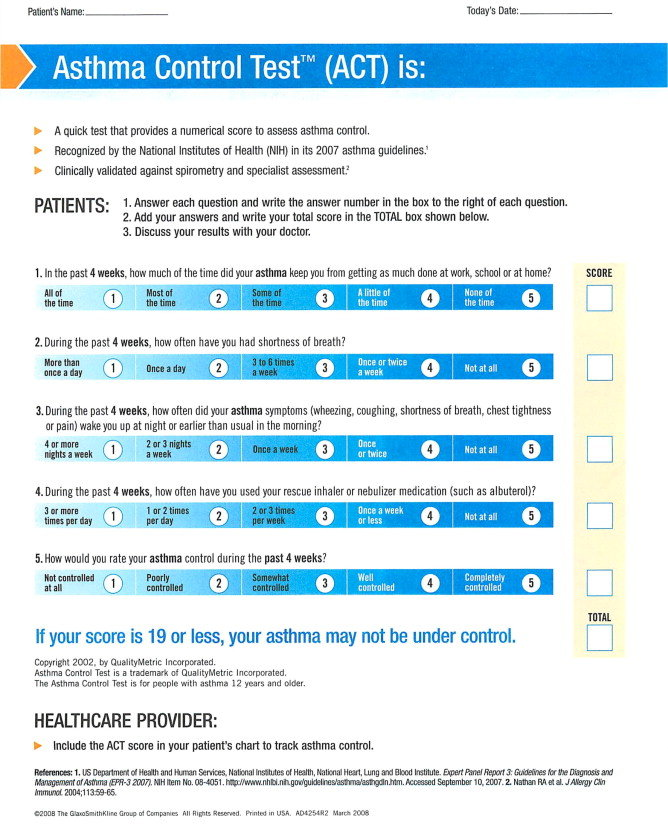 Patient's Name: Today's Date:
Asthma Control Test™ (ACT) is:
A quick test that provides a numerical score to assess asthma control.
Recognized by the National Institutes of Health (NIH) in its 2007 asthma guidelines.¹
Clinically validated against spirometry and specialist assessment.²
PATIENTS: 1. Answer each question and write the answer number in the box to the right of each question.
2. Add your answers and write your total score in the TOTAL box shown below.
3. Discuss your results with your doctor.
1. In the past 4 weeks, how much of the time did your asthma keep you from getting as much done at work, school or at home? SCORE
All of the time 1 Most of the time 2 Some of the time 3 A little of the time 4 None of the time 5
2. During the past 4 weeks, how often have you had shortness of breath?
More than once a day 1 Once a day 2 3 to 6 times a week 3 Once or twice a week 4 Not at all 5
3. During the past 4 weeks, how often did your asthma symptoms (wheezing, coughing, shortness of breath, chest tightness
or pain) wake you up at night or earlier than usual in the morning?
4 or more nights a week 1 2 or 3 nights a week 2 Once a week 3 Once or twice 4 Not at all 5
4. During the past 4 weeks, how often have you used your rescue inhaler or nebulizer medication (such as albuterol)?
3 or more times per day 1 1 or 2 times per day 2 2 or 3 times per week 3 Once a week or less 4 Not at all 5
5. How would you rate your asthma control during the past 4 weeks?
Not controlled at all 1 Poorly controlled 2 Somewhat controlled 3 Well controlled 4 Completely controlled 5
TOTAL
If your score is 19 or less, your asthma may not be under control.
Copyright 2002, by QualityMetric Incorporated.
Asthma Control Test is a trademark of QualityMetric Incorporated.
The Asthma Control Test is for people with asthma 12 years and older.
HEALTHCARE PROVIDER:
Include the ACT score in your patient's chart to track asthma control.
References: 1. US Department of Health and Human Services, National Institutes of Health, National Heart, Lung and Blood Institute. Expert Panel Report 3: Guidelines for the Diagnosis and
Management of Asthma (EPR-3 2007). NIH Item No. 08-4051. http://www.nhlbi.nih.gov/guidelines/asthma/asthgdln.htm. Accessed September 10, 2007. 2. Nathan RA et al. J Allergy Clin
Immunol. 2004;113:59-65.
©2008 The GlaxoSmithKline Group of Companies All Rights Reserved. Printed in USA. AD4254R2 March 2008